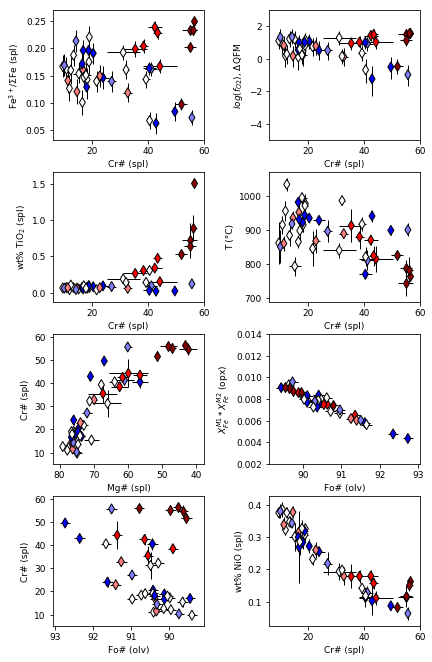 0.25
0.20
0.15
0.10
0.05
Fe³⁺/ΣFe (spl)
20 40 60
Cr# (spl)
2
0
−2
−4
log(fO2), ΔQFM
20 40 60
Cr# (spl)
1.5
1.0
0.5
0.0
wt% TiO₂ (spl)
20 40 60
Cr# (spl)
1000
900
800
700
T (°C)
20 40 60
Cr# (spl)
60
50
40
30
20
10
Cr# (spl)
80 70 60 50 40
Mg# (spl)
0.014
0.012
0.010
0.008
0.006
0.004
0.002
X_Fe^M1 + X_Fe^M2 (opx)
90 91 92 93
Fo# (olv)
60
50
40
30
20
10
Cr# (spl)
93 92 91 90
Fo# (olv)
0.4
0.3
0.2
0.1
wt% NiO (spl)
20 40 60
Cr# (spl)